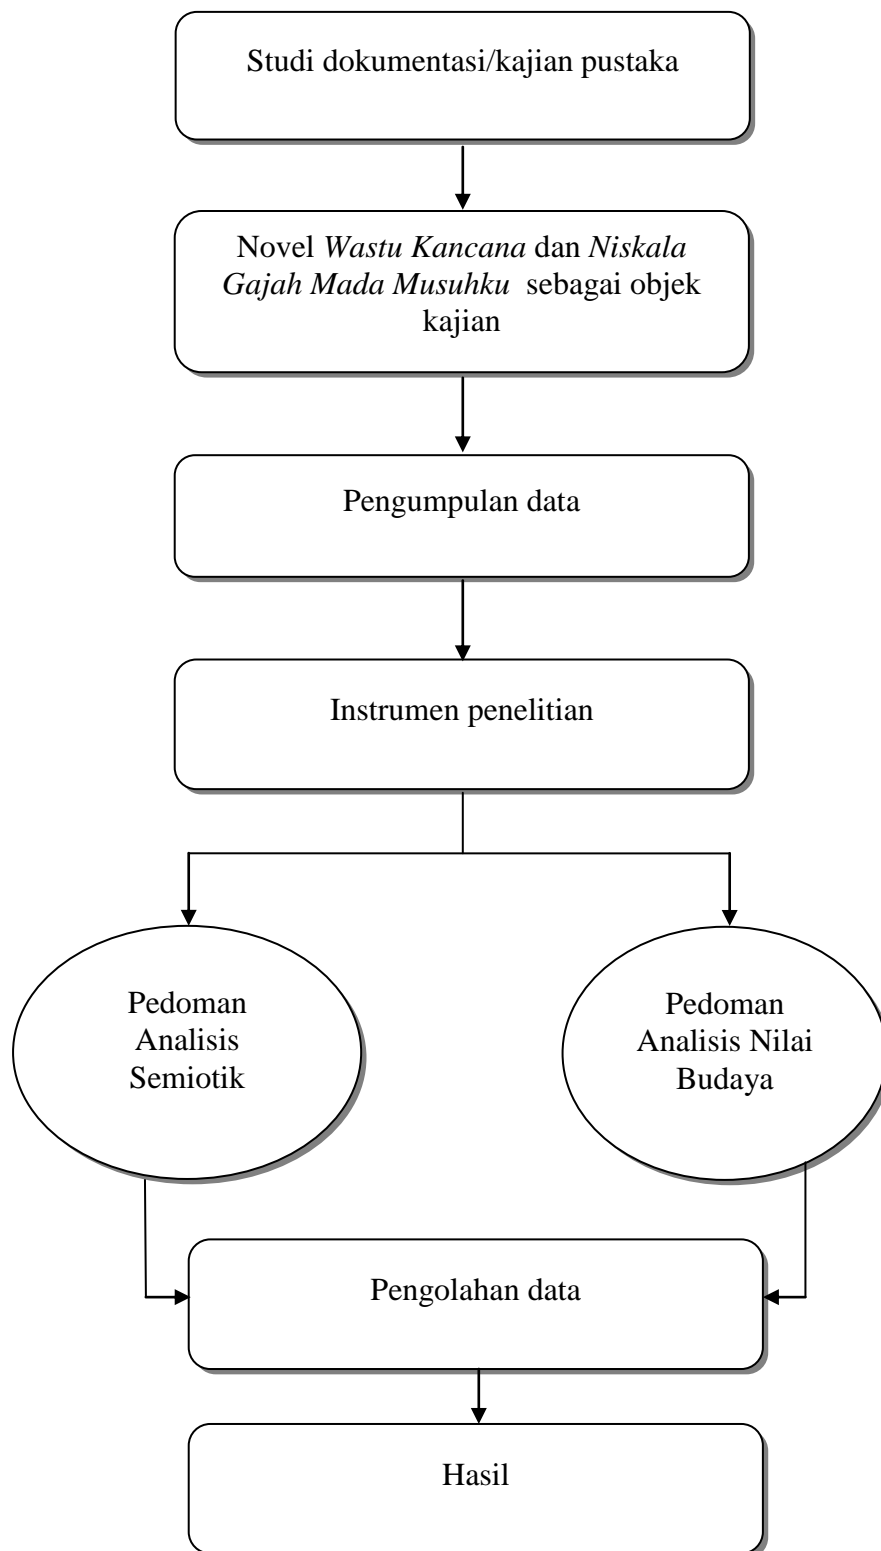 Studi dokumentasi/kajian pustaka
Novel Wastu Kancana dan Niskala
Gajah Mada Musuhku sebagai objek
kajian
Pengumpulan data
Instrumen penelitian
Pedoman
Analisis
Semiotik
Pedoman
Analisis Nilai
Budaya
Pengolahan data
Hasil